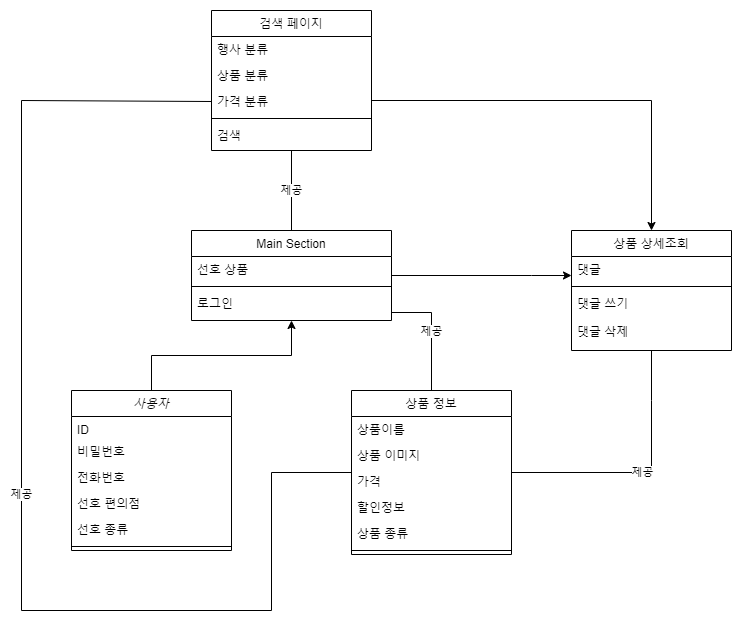 검색 페이지
행사 분류
상품 분류
가격 분류
검색
제공
Main Section
선호 상품
로그인
상품 상세조회
댓글
댓글 쓰기
댓글 삭제
제공
사용자
ID
비밀번호
전화번호
선호 편의점
선호 종류
상품 정보
상품이름
상품 이미지
가격
할인정보
상품 종류
제공
제공